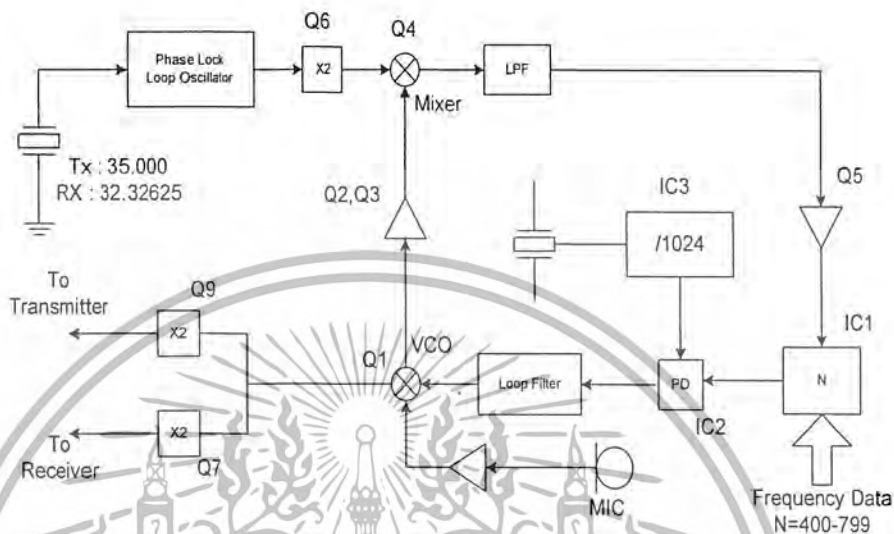 Q6
Q4
Phase Lock
Loop Oscillator
X2
LPF
Mixer
Tx : 35.000
RX : 32.32625
Q2,Q3
IC3
Q5
/1024
To
Transmitter
Q9
X2
Q1
VCO
IC1
Loop Filter
PD
N
IC2
To
Receiver
X2
Q7
MIC
Frequency Data
N=400-799